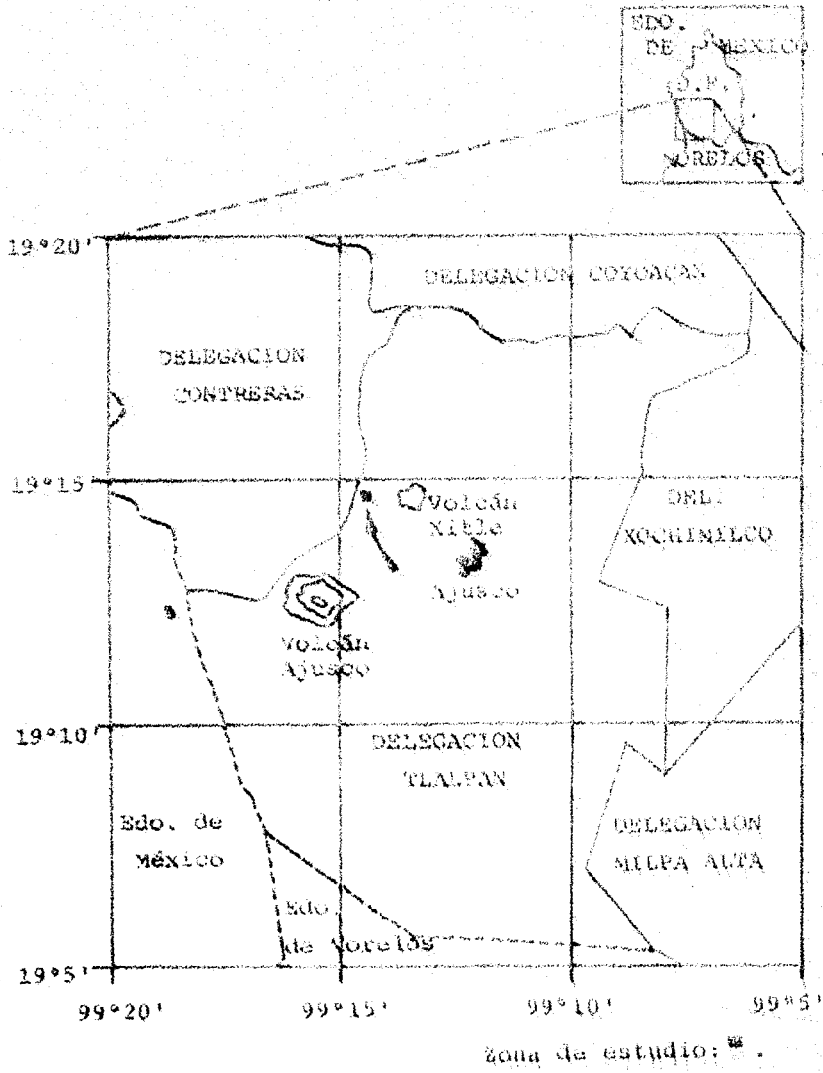 EDO.
DE MEXICO
D.F.
MORELOS
19°20'
DELEGACION COYOACAN
DELEGACION
CONTRERAS
19°15'
Volcán
Xitle
DEL.
XOCHIMILCO
Ajusco
Volcán
Ajusco
19°10'
DELEGACION
TLALPAN
Edo. de
México
DELEGACION
MILPA ALTA
Edo.
de Morelos
19°5'
99°20' 99°15' 99°10' 99°5'
Zona de estudio: .